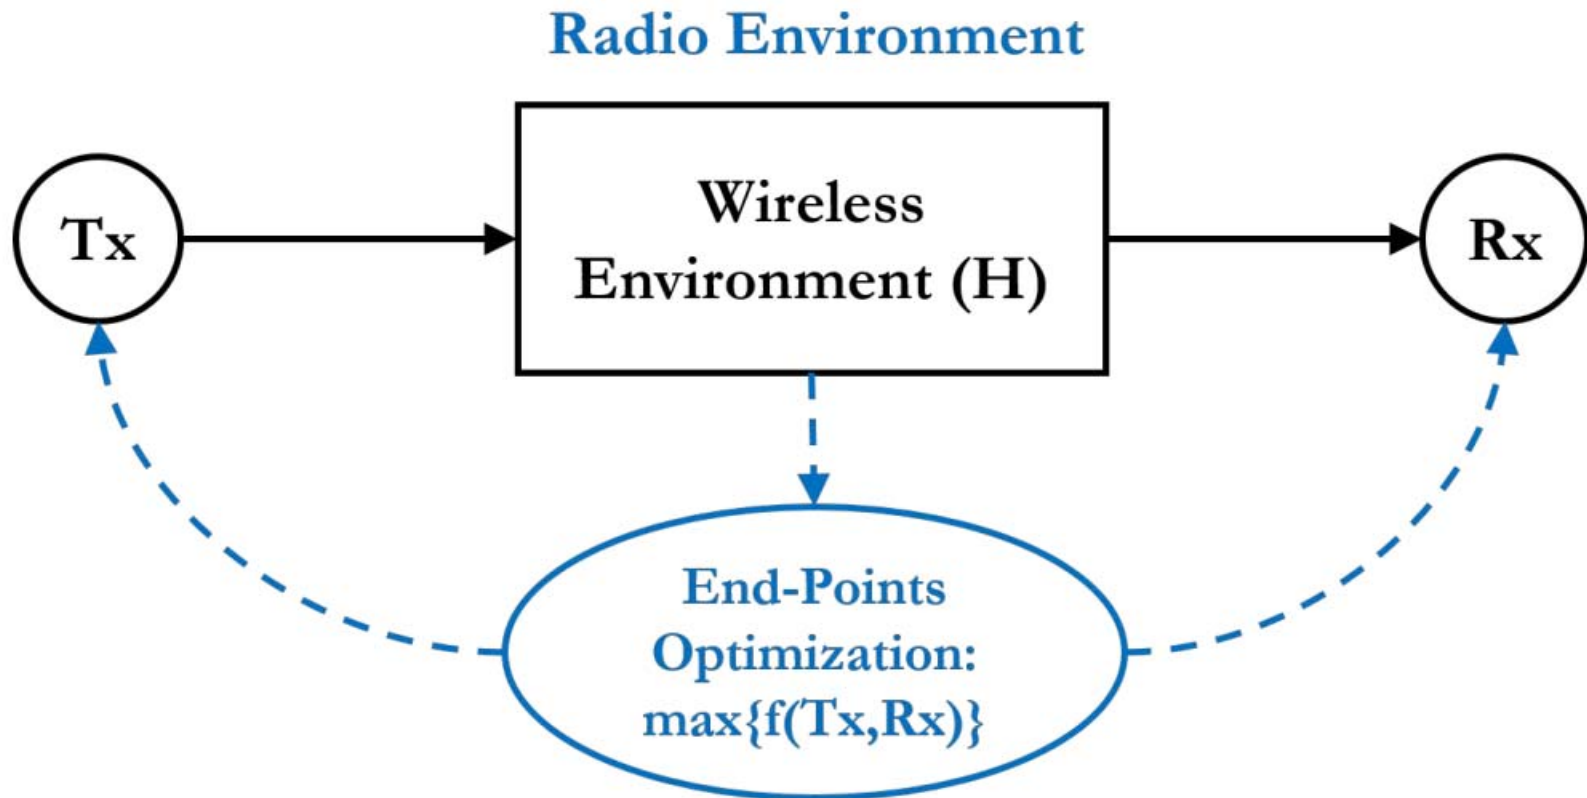 Radio Environment
Tx
Wireless
Environment (H)
Rx
End-Points
Optimization:
max{f(Tx,Rx)}